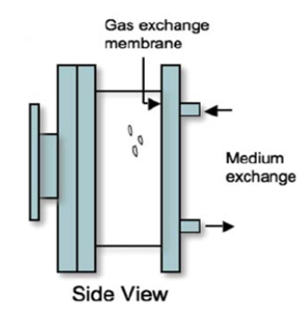 Gas exchange
membrane
Medium
exchange
Side View